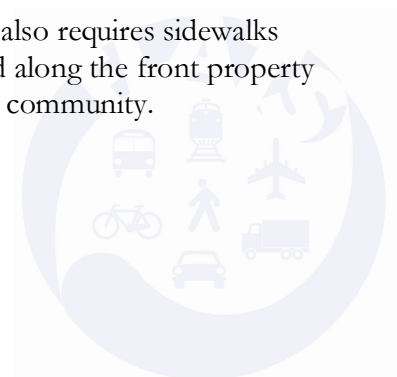 also requires sidewalks
along the front property
community.